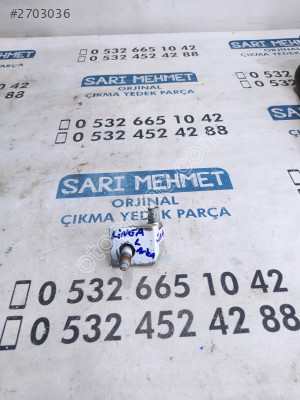 #2703036
0 532 665 10 42
0 532 452 42 88
SARI MEHMET
ORJİNAL
ÇIKMA YEDEK PARÇA
0 532 665 10 42
0 532 452 42 88
SARI MEHMET
ORJİNAL
ÇIKMA YEDEK PARÇA
LiNEA
L
0 532 665 10 42
0 532 452 42 88